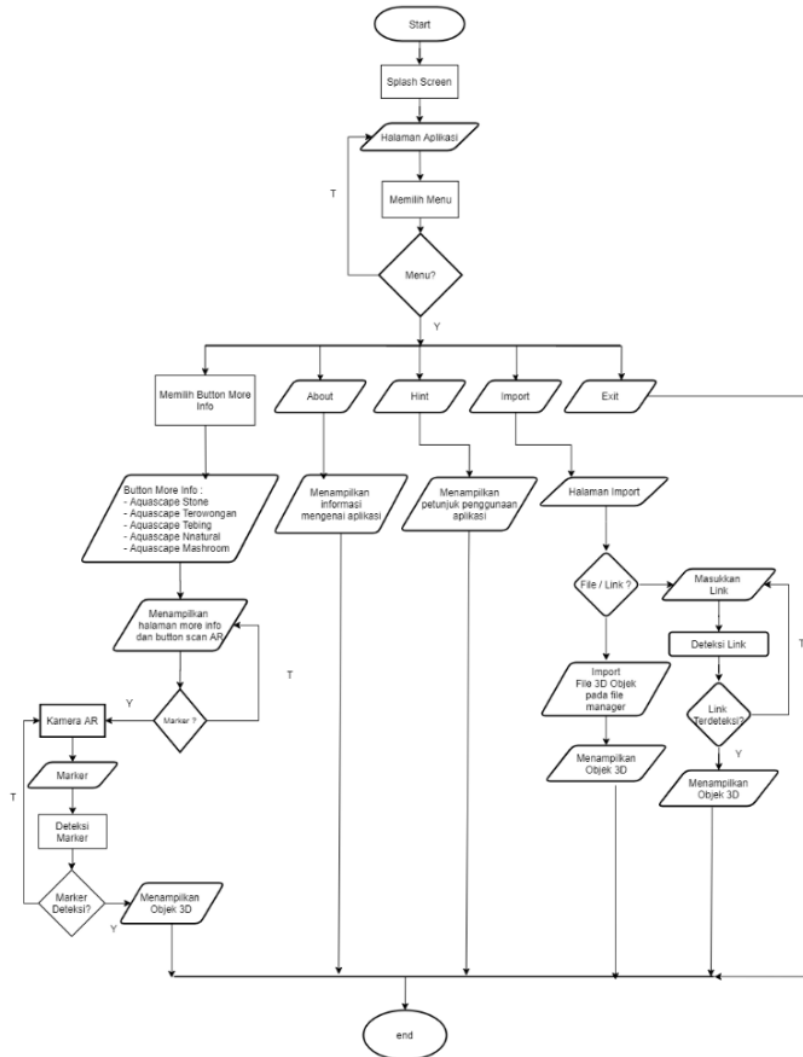 Start
Splash Screen
Halaman Aplikasi
T
Memilih Menu
Menu?
Y
Memilih Button More
Info
About
Hint
Import
Exit
Button More Info :
- Aquascape Stone
- Aquascape Terowongan
- Aquascape Tebing
- Aquascape Nnatural
- Aquascape Mashroom
Menampilkan
informasi
mengenai aplikasi
Menampilkan
petunjuk penggunaan
aplikasi
Halaman Import
File / Link ?
Masukkan
Link
Menampilkan
halaman more info
dan button scan AR
Deteksi Link
T
T
Import
File 3D Objek
pada file
manager
Y
Kamera AR
Marker ?
Link
Terdeteksi?
Y
Marker
Menampilkan
Objek 3D
Menampilkan
Objek 3D
T
Deteksi
Marker
Marker
Deteksi?
Y
Menampilkan
Objek 3D
end